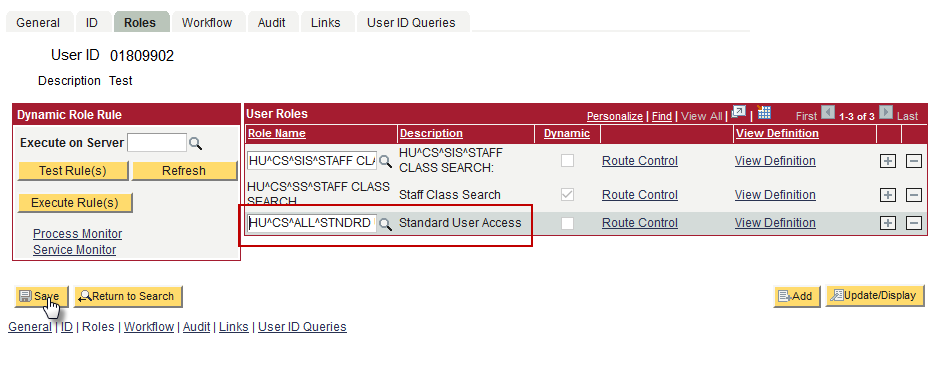 General ID Roles Workflow Audit Links User ID Queries
User ID 01809902
Description Test
Dynamic Role Rule
Execute on Server
Test Rule(s) Refresh
Execute Rule(s)
Process Monitor
Service Monitor
User Roles Personalize | Find | View All | | First 1-3 of 3 Last
Role Name Description Dynamic View Definition
HU^CS^SIS^STAFF CLA HU^CS^SIS^STAFF CLASS SEARCH: Route Control View Definition
HU^CS^SS^STAFF CLASS SEARCH Staff Class Search Route Control View Definition
HU^CS^ALL^STNDRD Standard User Access Route Control View Definition
Save Return to Search Add Update/Display
General | ID | Roles | Workflow | Audit | Links | User ID Queries